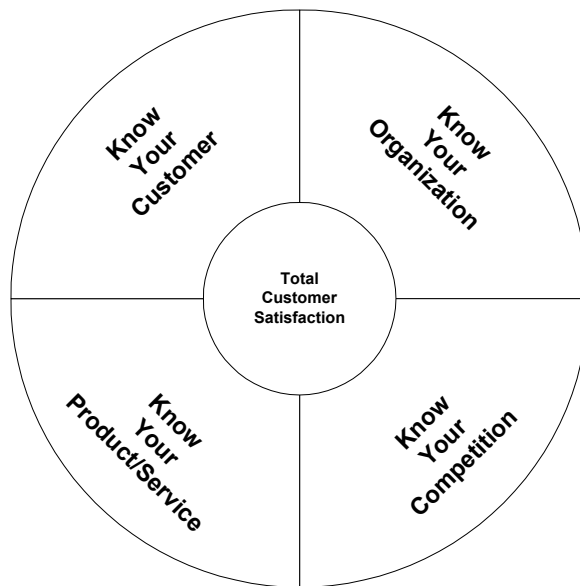 Know
Your
Customer
Know
Your
Organization
Total
Customer
Satisfaction
Know
Your
Product/Service
Know
Your
Competition